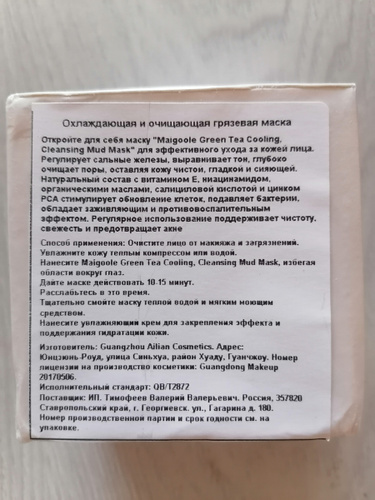 Охлаждающая и очищающая грязевая маска
Откройте для себя маску "Maigoole Green Tea Cooling,
Cleansing Mud Mask" для эффективного ухода за кожей лица.
Регулирует сальные железы, выравнивает тон, глубоко
очищает поры, оставляя кожу чистой, гладкой и сияющей.
Натуральный состав с витамином Е, ниацинамидом,
органическими маслами, салициловой кислотой и цинком
PCA стимулирует обновление клеток, подавляет бактерии,
обладает заживляющим и противовоспалительным
эффектом. Регулярное использование поддерживает чистоту,
свежесть и предотвращает акне
Способ применения: Очистите лицо от макияжа и загрязнений.
Увлажните кожу теплым компрессом или водой.
Нанесите Maigoole Green Tea Cooling, Cleansing Mud Mask, избегая
области вокруг глаз.
Дайте маске действовать 10-15 минут.
Расслабьтесь в это время.
Тщательно смойте маску теплой водой и мягким моющим
средством.
Нанесите увлажняющий крем для закрепления эффекта и
поддержания гидратации кожи.
Изготовитель: Guangzhou Ailian Cosmetics. Адрес:
Юнцзюнь-Роуд, улица Синьхуа, район Хуаду, Гуанчжоу. Номер
лицензии на производство косметики: Guangdong Makeup
20170506.
Исполнительный стандарт: QB/T2872
Поставщик: ИП. Тимофеев Валерий Валерьевич. Россия, 357820
Ставропольский край, г. Георгиевск. ул., Гагарина д. 180.
Номер производственной партии и срок годности см. на
упаковке.